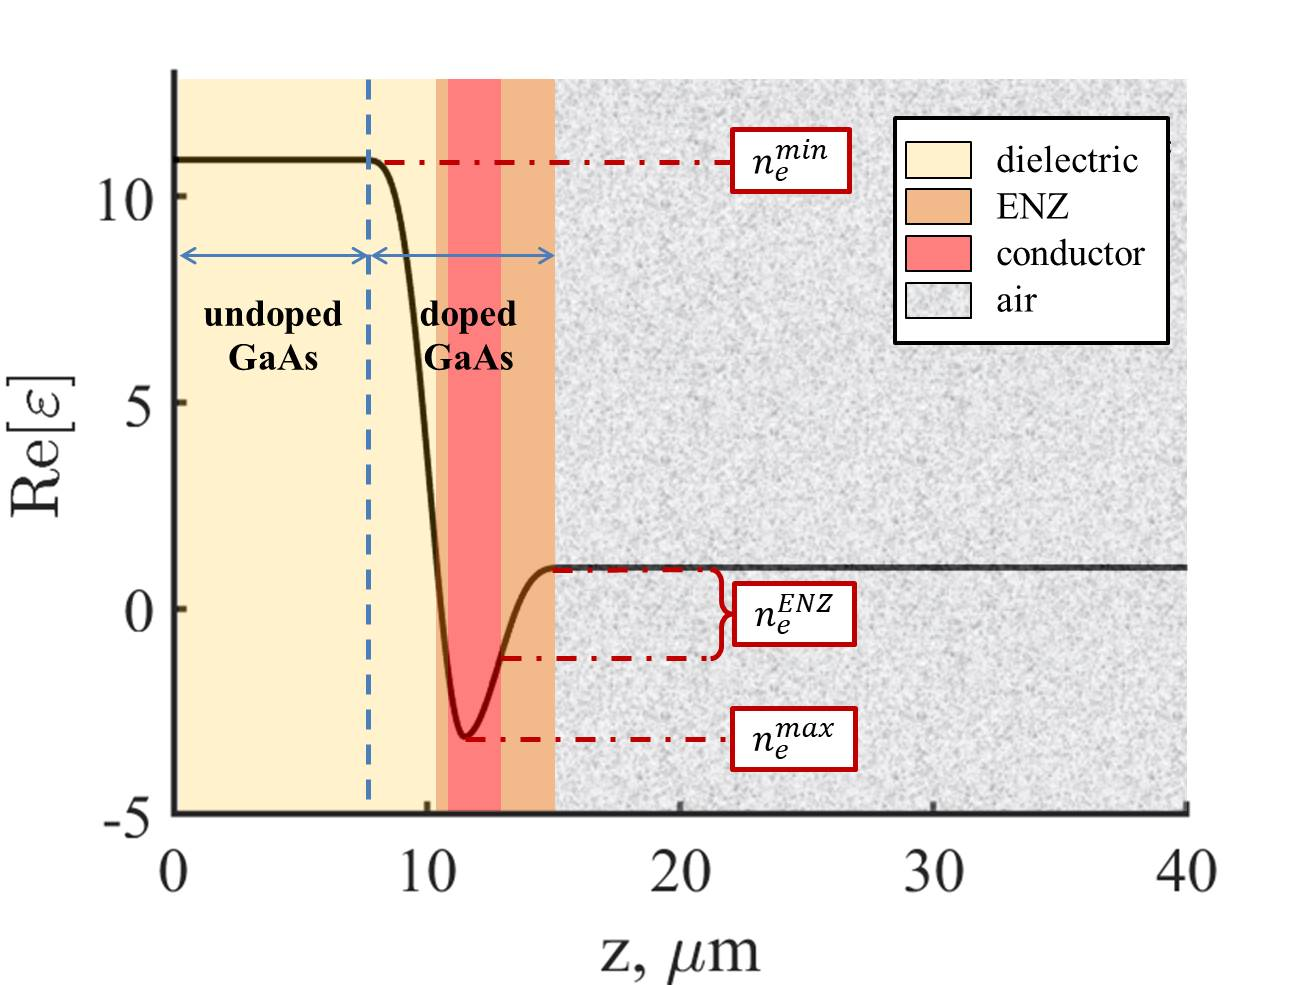 Re[ε]
10
5
0
-5
0
10
20
30
40
z, μm
undoped
GaAs
doped
GaAs
n_e^min
n_e^ENZ
n_e^max
dielectric
ENZ
conductor
air